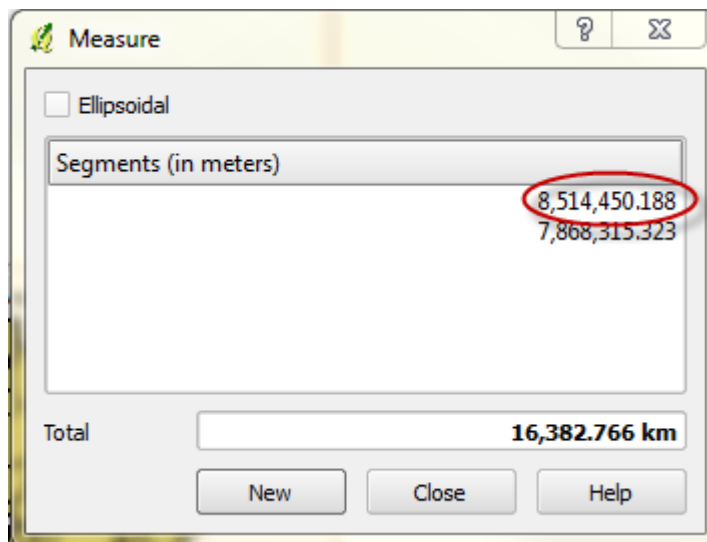 Measure
Ellipsoidal
Segments (in meters)
8,514,450.188
7,868,315.323
Total 16,382.766 km
New Close Help